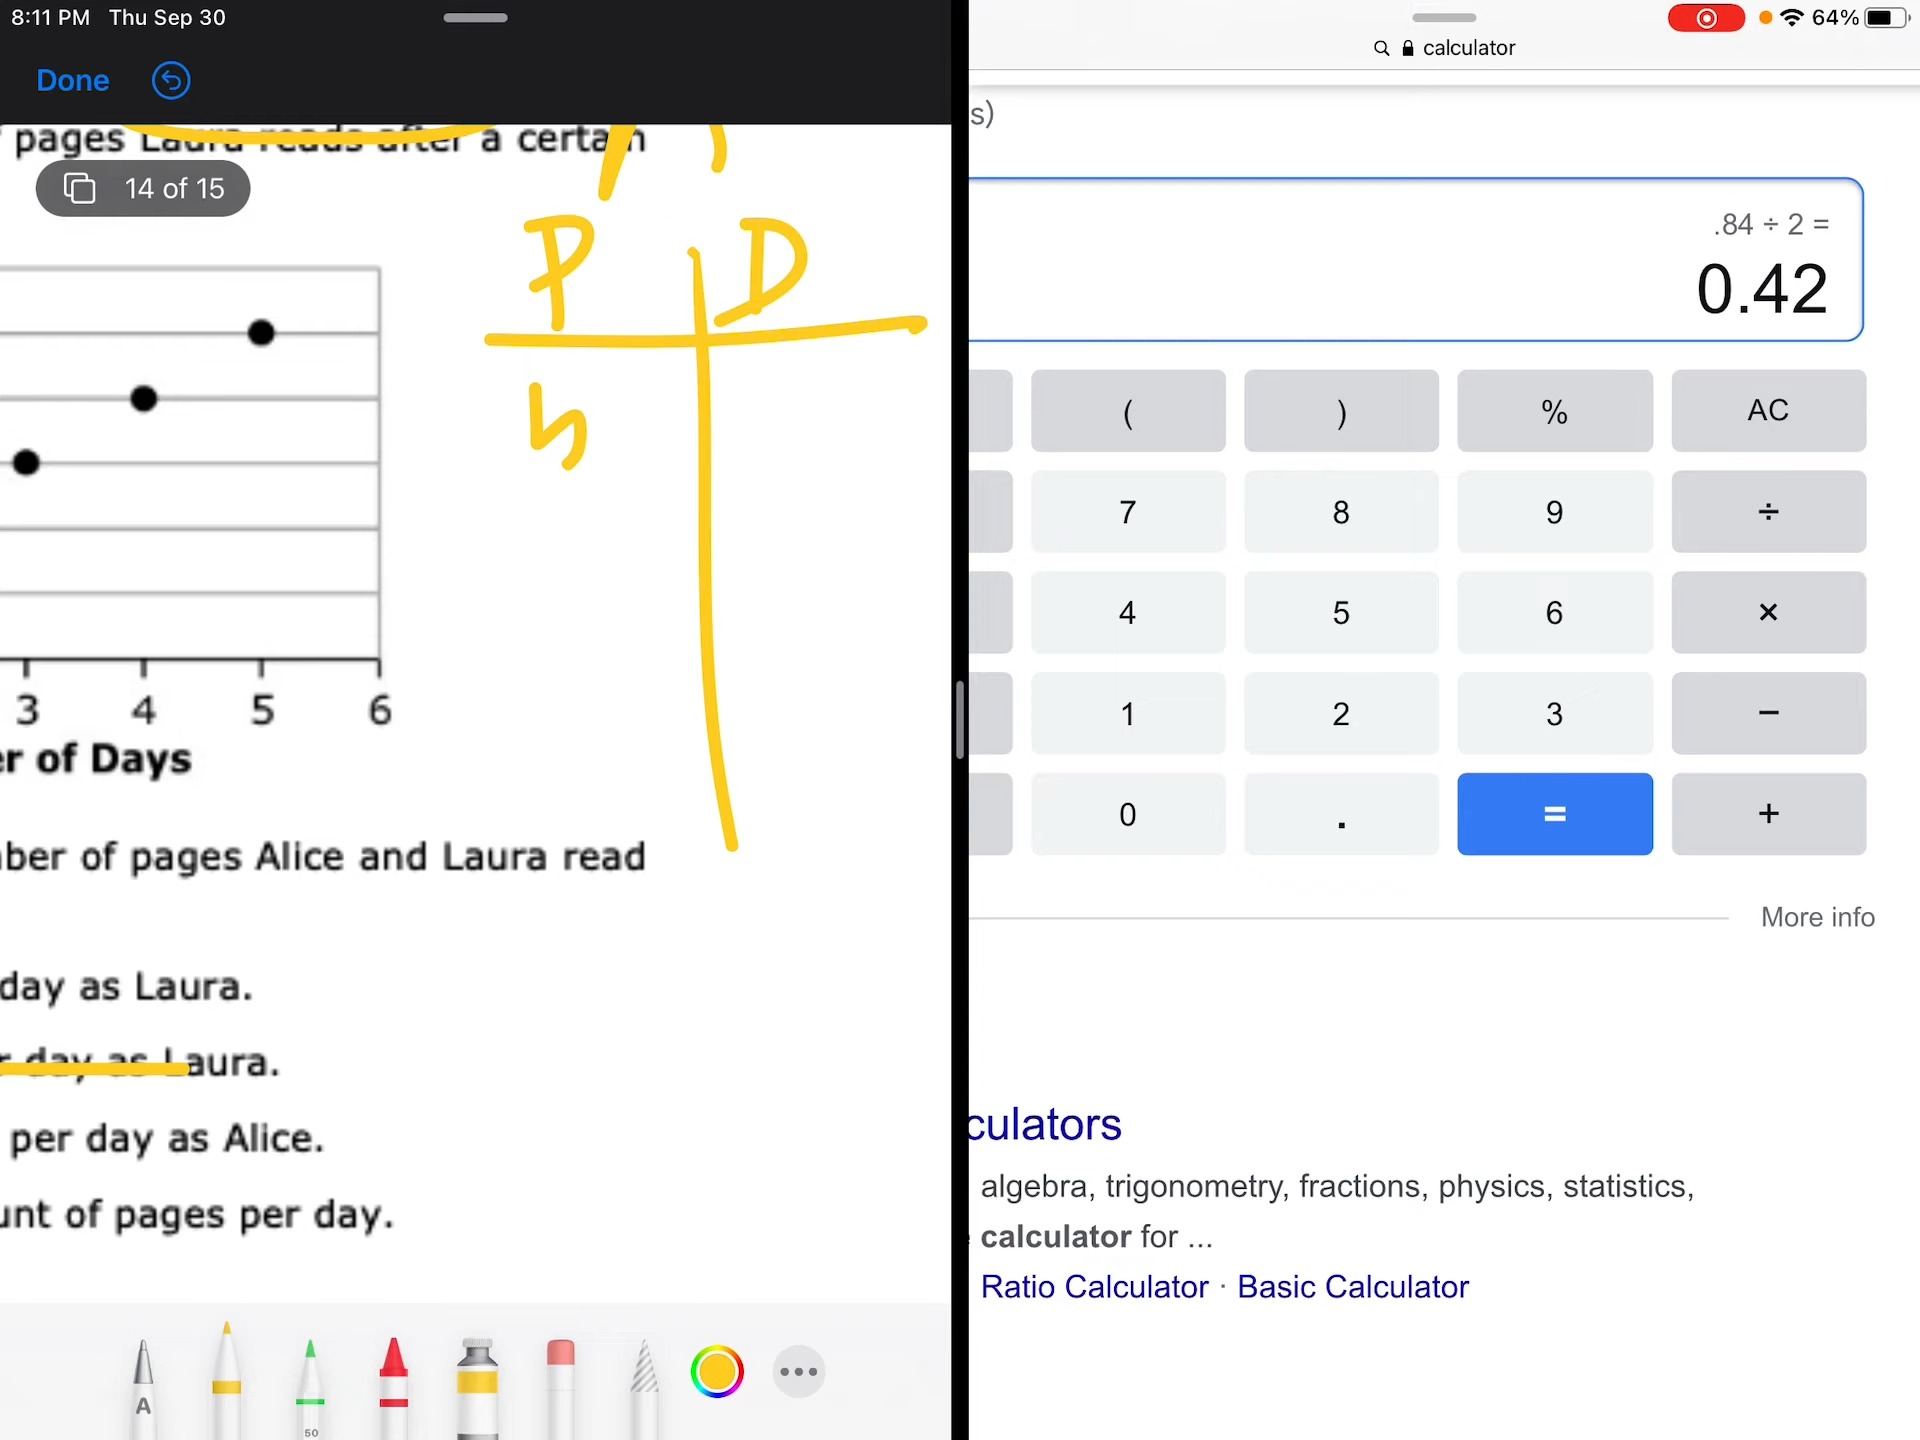 8:11 PM Thu Sep 30
Done
pages Laura reads after a certain
14 of 15
P D
3 4 5 6
er of Days
ber of pages Alice and Laura read
day as Laura.
r day as Laura.
per day as Alice.
unt of pages per day.
A
50
64%
calculator
s)
.84 ÷ 2 =
0.42
( ) % AC
7 8 9 ÷
4 5 6 ×
1 2 3 −
0 . = +
More info
culators
algebra, trigonometry, fractions, physics, statistics,
calculator for ...
Ratio Calculator · Basic Calculator